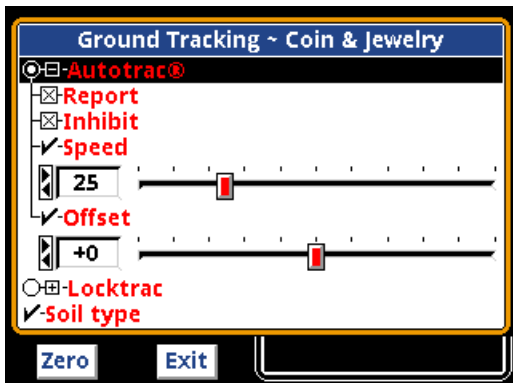 Ground Tracking ~ Coin & Jewelry
Autotrac®
Report
Inhibit
Speed
25
Offset
+0
Locktrac
Soil type
Zero Exit